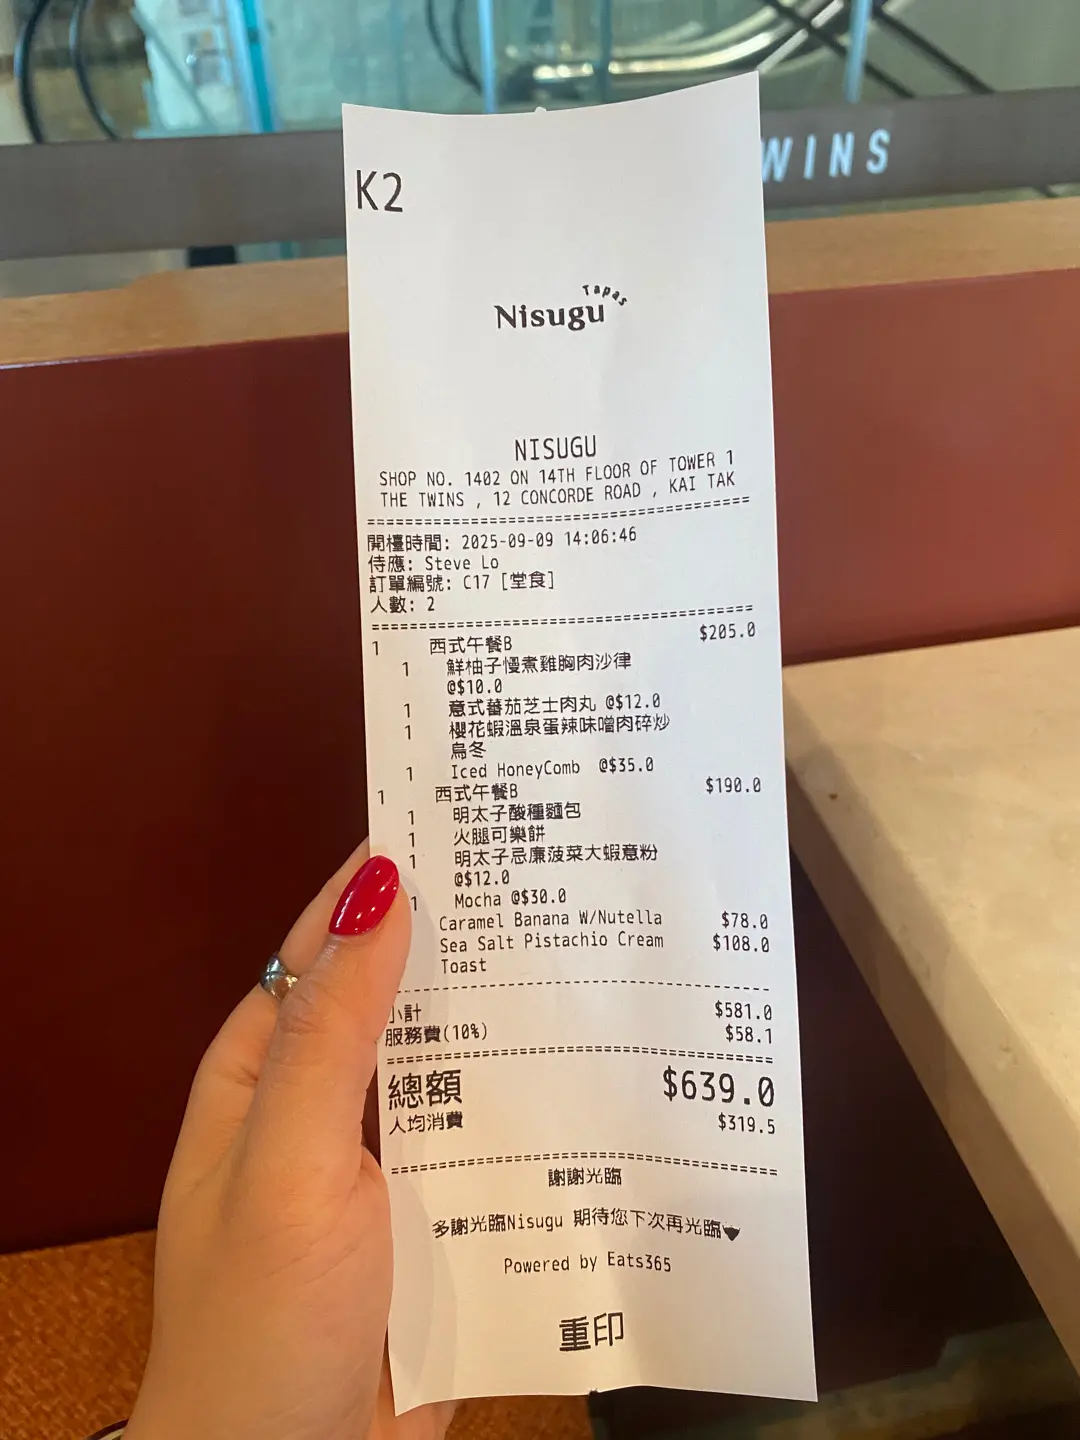 WINS
K2
Tapas
Nisugu
NISUGU
SHOP NO. 1402 ON 14TH FLOOR OF TOWER 1
THE TWINS , 12 CONCORDE ROAD , KAI TAK
開檯時間: 2025-09-09 14:06:46
侍應: Steve Lo
訂單編號: C17 [堂食]
人數: 2
1 西式午餐B $205.0
1 鮮柚子慢煮雞胸肉沙律
@$10.0
1 意式蕃茄芝士肉丸 @$12.0
1 櫻花蝦溫泉蛋辣味噌肉碎炒
烏冬
1 Iced HoneyComb @$35.0
1 西式午餐B $190.0
1 明太子酸種麵包
1 火腿可樂餅
1 明太子忌廉菠菜大蝦意粉
@$12.0
1 Mocha @$30.0
Caramel Banana W/Nutella $78.0
Sea Salt Pistachio Cream $108.0
Toast
小計 $581.0
服務費(10%) $58.1
總額 $639.0
人均消費 $319.5
謝謝光臨
多謝光臨Nisugu 期待您下次再光臨
Powered by Eats365
重印